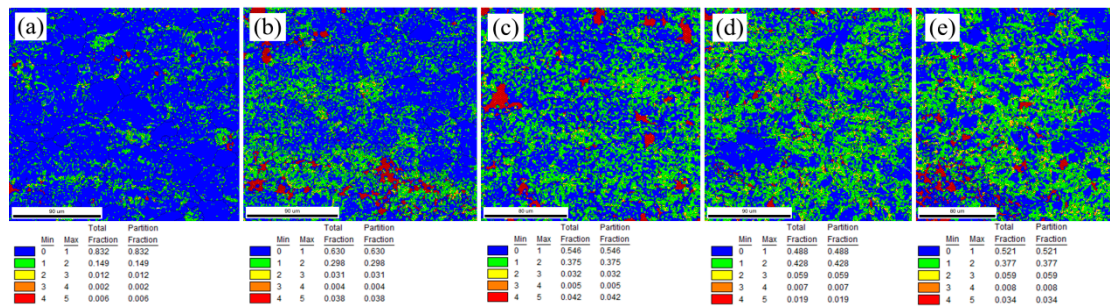 (a) (b) (c) (d) (e)
90 um 90 um 80 um 90 um 80 um
Total Partition
Min Max Fraction Fraction
0 1 0.832 0.832
1 2 0.149 0.149
2 3 0.012 0.012
3 4 0.002 0.002
4 5 0.006 0.006
Total Partition
Min Max Fraction Fraction
0 1 0.630 0.630
1 2 0.298 0.298
2 3 0.031 0.031
3 4 0.004 0.004
4 5 0.038 0.038
Total Partition
Min Max Fraction Fraction
0 1 0.546 0.546
1 2 0.375 0.375
2 3 0.032 0.032
3 4 0.005 0.005
4 5 0.042 0.042
Total Partition
Min Max Fraction Fraction
0 1 0.488 0.488
1 2 0.428 0.428
2 3 0.059 0.059
3 4 0.007 0.007
4 5 0.019 0.019
Total Partition
Min Max Fraction Fraction
0 1 0.521 0.521
1 2 0.377 0.377
2 3 0.059 0.059
3 4 0.008 0.008
4 5 0.034 0.034